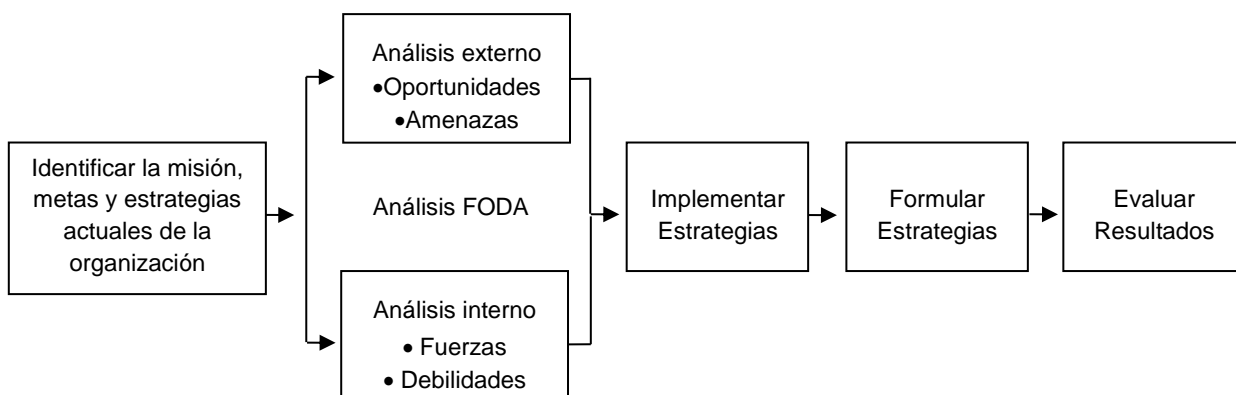 Identificar la misión,
metas y estrategias
actuales de la
organización
Análisis externo
•Oportunidades
•Amenazas
Análisis FODA
Análisis interno
• Fuerzas
• Debilidades
Implementar
Estrategias
Formular
Estrategias
Evaluar
Resultados